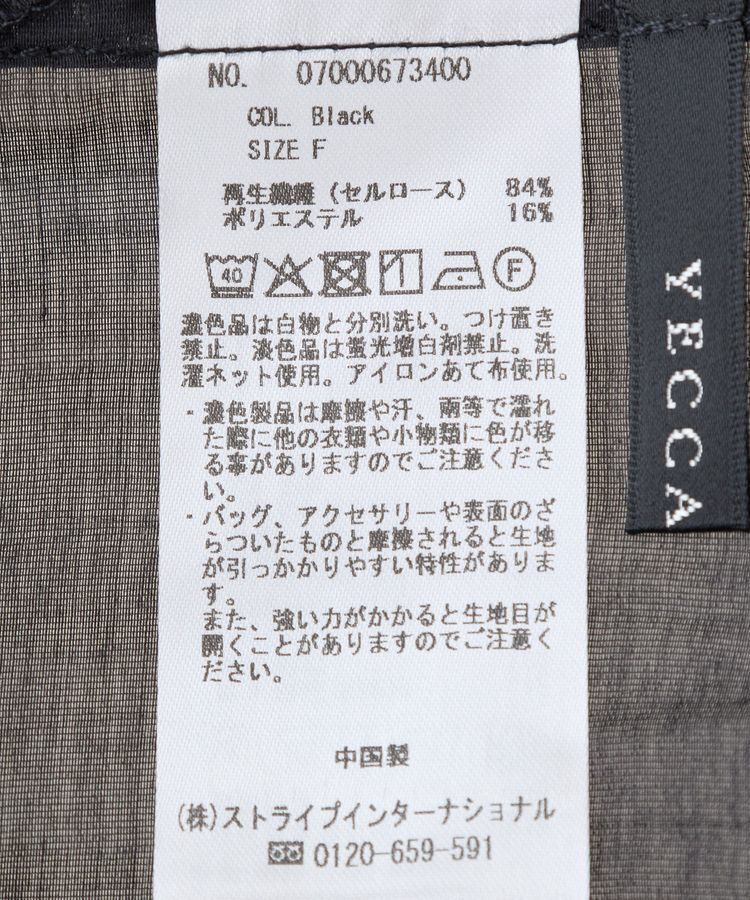 NO. 07000673400
COL. Black
SIZE F
再生繊維 (セルロース) 84%
ポリエステル 16%
40
F
濃色品は白物と分別洗い。つけ置き
禁止。淡色品は蛍光増白剤禁止。洗
濯ネット使用。アイロンあて布使用。
・濃色製品は摩擦や汗、雨等で濡れ
た際に他の衣類や小物類に色が移
る事がありますのでご注意くださ
い。
・バッグ、アクセサリーや表面のざ
らついたものと摩擦されると生地
が引っかかりやすい特性がありま
す。
また、強い力がかかると生地目が
開くことがありますのでご注意く
ださい。
中国製
(株)ストライプインターナショナル
0120-659-591
YECCA